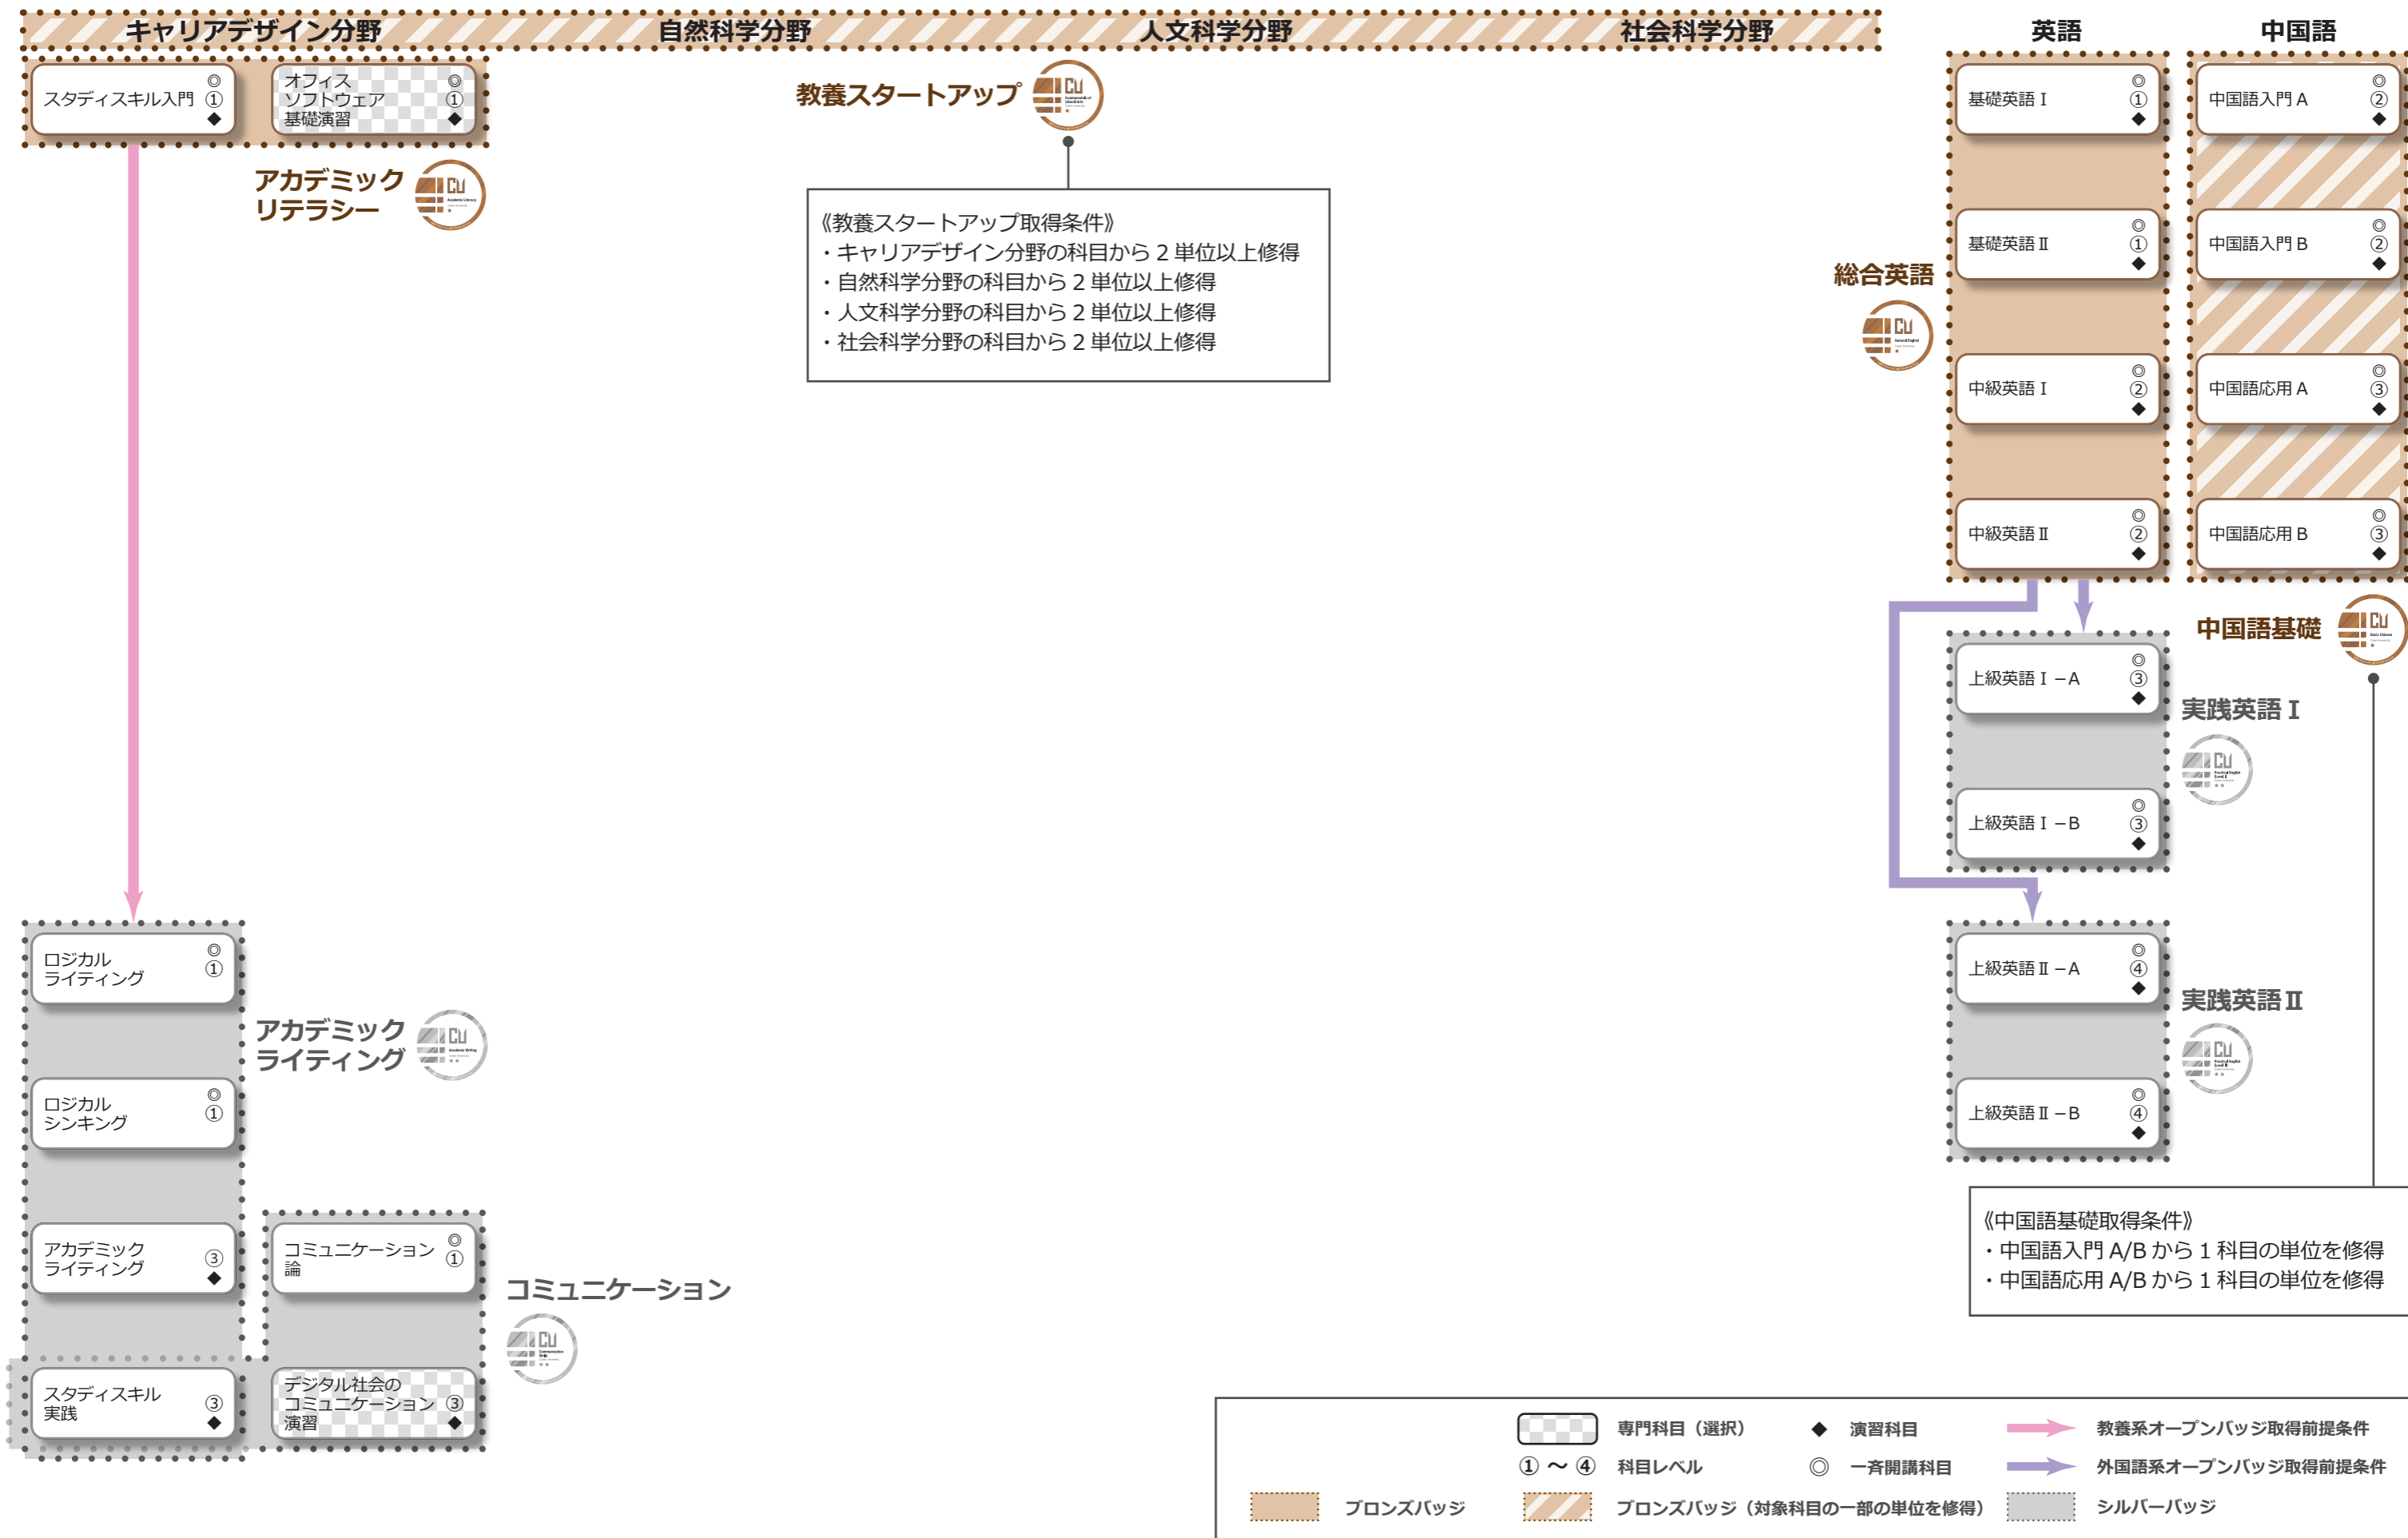 キャリアデザイン分野
自然科学分野
人文科学分野
社会科学分野
英語
中国語
スタディスキル入門
◎
①
◆
オフィス
ソフトウェア
基礎演習
◎
①
◆
アカデミック
リテラシー
CU
教養スタートアップ
CU
《教養スタートアップ取得条件》
・キャリアデザイン分野の科目から 2 単位以上修得
・自然科学分野の科目から 2 単位以上修得
・人文科学分野の科目から 2 単位以上修得
・社会科学分野の科目から 2 単位以上修得
総合英語
CU
基礎英語 Ⅰ
◎
①
◆
基礎英語 Ⅱ
◎
①
◆
中級英語 Ⅰ
◎
②
◆
中級英語 Ⅱ
◎
②
◆
中国語入門 A
◎
②
◆
中国語入門 B
◎
②
◆
中国語応用 A
◎
③
◆
中国語応用 B
◎
③
◆
中国語基礎
CU
上級英語 Ⅰ－A
◎
③
◆
上級英語 Ⅰ－B
◎
③
◆
実践英語 Ⅰ
CU
上級英語 Ⅱ－A
◎
④
◆
上級英語 Ⅱ－B
◎
④
◆
実践英語 Ⅱ
CU
《中国語基礎取得条件》
・中国語入門 A/B から 1 科目の単位を修得
・中国語応用 A/B から 1 科目の単位を修得
ロジカル
ライティング
◎
①
ロジカル
シンキング
◎
①
アカデミック
ライティング
③
◆
スタディスキル
実践
③
◆
アカデミック
ライティング
CU
コミュニケーション
論
◎
①
デジタル社会の
コミュニケーション
演習
③
◆
コミュニケーション
CU
専門科目（選択）
◆ 演習科目
教養系オープンバッジ取得前提条件
① ～ ④ 科目レベル
◎ 一斉開講科目
外国語系オープンバッジ取得前提条件
ブロンズバッジ
ブロンズバッジ（対象科目の一部の単位を修得）
シルバーバッジ